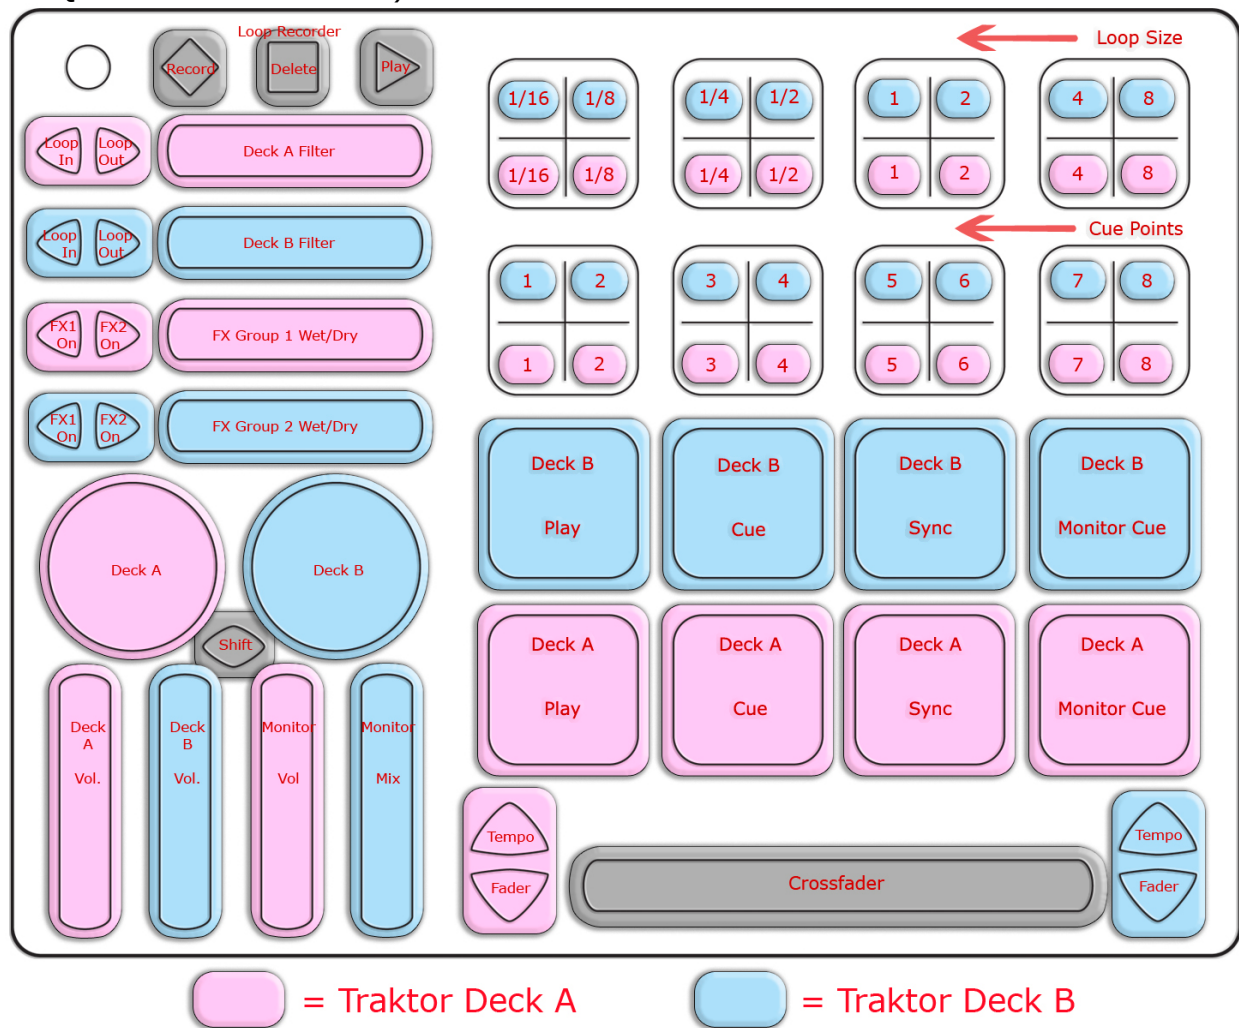 Loop Recorder
Record
Delete
Play
Loop
In
Loop
Out
Deck A Filter
Loop
In
Loop
Out
Deck B Filter
FX1
On
FX2
On
FX Group 1 Wet/Dry
FX1
On
FX2
On
FX Group 2 Wet/Dry
Deck A
Deck B
Shift
Deck
A
Vol.
Deck
B
Vol.
Monitor
Vol
Monitor
Mix
Loop Size
1/16 1/8 1/4 1/2 1 2 4 8
1/16 1/8 1/4 1/2 1 2 4 8
Cue Points
1 2 3 4 5 6 7 8
1 2 3 4 5 6 7 8
Deck B
Play
Deck B
Cue
Deck B
Sync
Deck B
Monitor Cue
Deck A
Play
Deck A
Cue
Deck A
Sync
Deck A
Monitor Cue
Tempo
Fader
Crossfader
Tempo
Fader
= Traktor Deck A
= Traktor Deck B